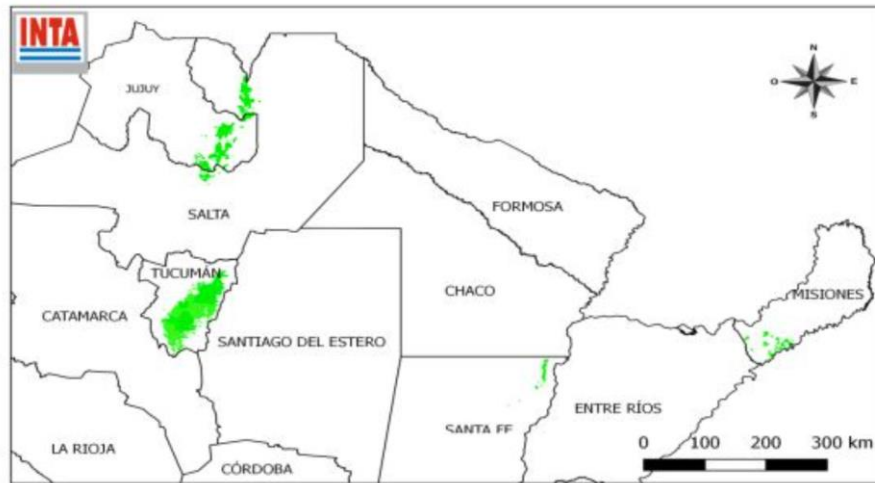 INTA
N
O E
S
JUJUY
SALTA
FORMOSA
TUCUMÁN
CHACO
MISIONES
CATAMARCA
SANTIAGO DEL ESTERO
ENTRE RÍOS
SANTA FE
LA RIOJA
CÓRDOBA
0 100 200 300 km